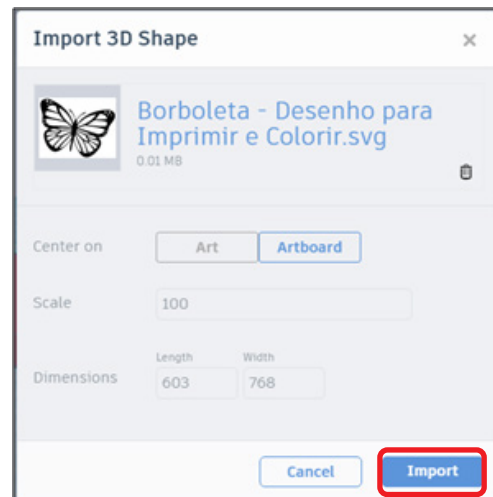 Import 3D Shape ×
Borboleta - Desenho para
Imprimir e Colorir.svg
0.01 MB
Center on Art Artboard
Scale 100
Length Width
Dimensions 603 768
Cancel Import